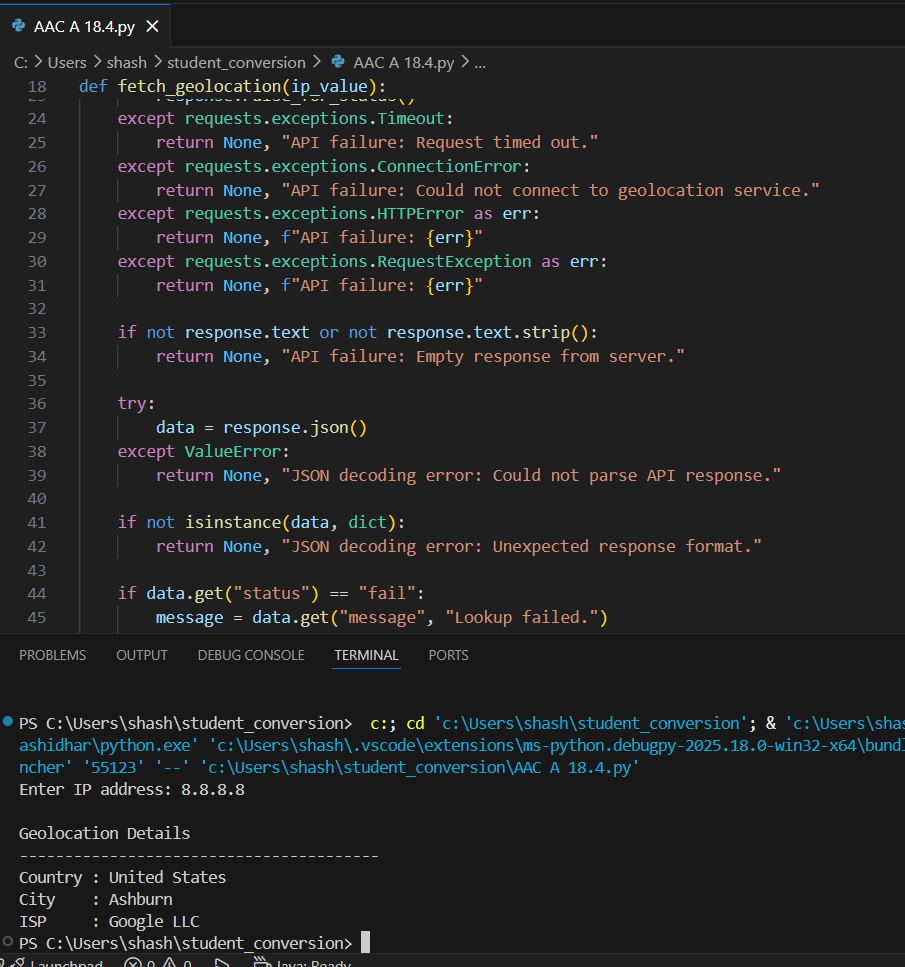 AAC A 18.4.py
C: > Users > shash > student_conversion > AAC A 18.4.py > ...
18 def fetch_geolocation(ip_value):
24 except requests.exceptions.Timeout:
25 return None, "API failure: Request timed out."
26 except requests.exceptions.ConnectionError:
27 return None, "API failure: Could not connect to geolocation service."
28 except requests.exceptions.HTTPError as err:
29 return None, f"API failure: {err}"
30 except requests.exceptions.RequestException as err:
31 return None, f"API failure: {err}"
32
33 if not response.text or not response.text.strip():
34 return None, "API failure: Empty response from server."
35
36 try:
37 data = response.json()
38 except ValueError:
39 return None, "JSON decoding error: Could not parse API response."
40
41 if not isinstance(data, dict):
42 return None, "JSON decoding error: Unexpected response format."
43
44 if data.get("status") == "fail":
45 message = data.get("message", "Lookup failed.")
PROBLEMS OUTPUT DEBUG CONSOLE TERMINAL PORTS
PS C:\Users\shash\student_conversion> c:; cd 'c:\Users\shash\student_conversion'; & 'c:\Users\shas
ashidhar\python.exe' 'c:\Users\shash\.vscode\extensions\ms-python.debugpy-2025.18.0-win32-x64\bundl
ncher' '55123' '--' 'c:\Users\shash\student_conversion\AAC A 18.4.py'
Enter IP address: 8.8.8.8
Geolocation Details
----------------------------------------
Country : United States
City : Ashburn
ISP : Google LLC
PS C:\Users\shash\student_conversion>
Launchpad 0 0 Java: Ready